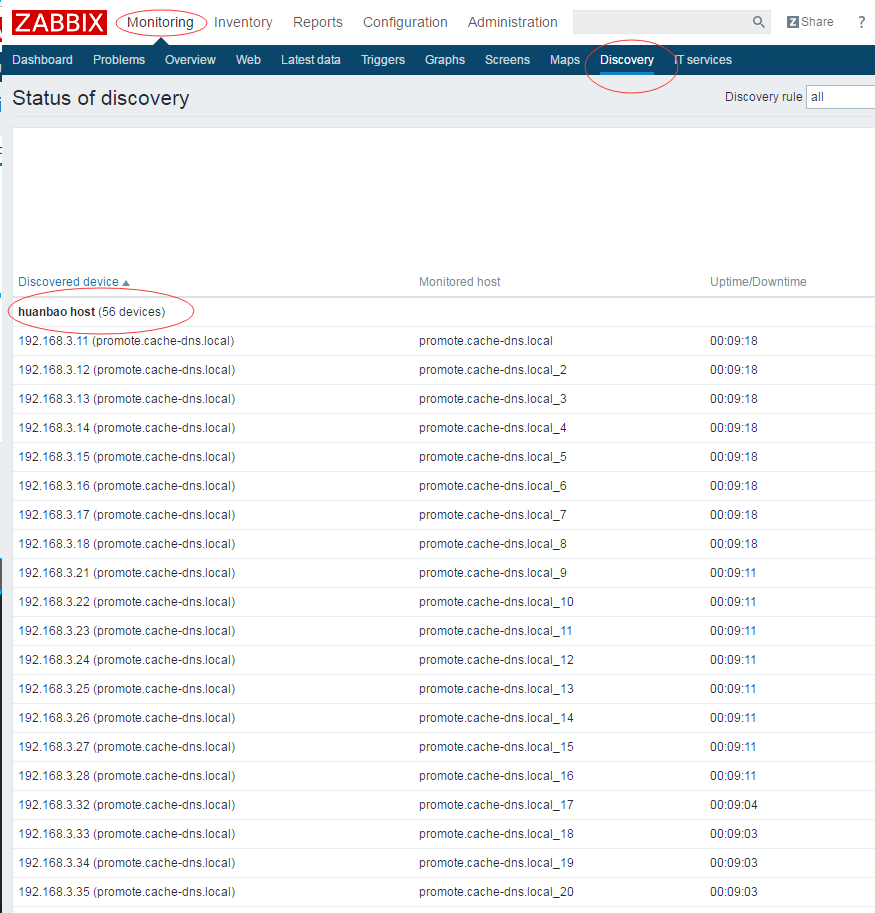 ZABBIX Monitoring Inventory Reports Configuration Administration Z Share ?
Dashboard Problems Overview Web Latest data Triggers Graphs Screens Maps Discovery IT services
Status of discovery Discovery rule all
Discovered device ▲ Monitored host Uptime/Downtime
huanbao host (56 devices)
192.168.3.11 (promote.cache-dns.local) promote.cache-dns.local 00:09:18
192.168.3.12 (promote.cache-dns.local) promote.cache-dns.local_2 00:09:18
192.168.3.13 (promote.cache-dns.local) promote.cache-dns.local_3 00:09:18
192.168.3.14 (promote.cache-dns.local) promote.cache-dns.local_4 00:09:18
192.168.3.15 (promote.cache-dns.local) promote.cache-dns.local_5 00:09:18
192.168.3.16 (promote.cache-dns.local) promote.cache-dns.local_6 00:09:18
192.168.3.17 (promote.cache-dns.local) promote.cache-dns.local_7 00:09:18
192.168.3.18 (promote.cache-dns.local) promote.cache-dns.local_8 00:09:18
192.168.3.21 (promote.cache-dns.local) promote.cache-dns.local_9 00:09:11
192.168.3.22 (promote.cache-dns.local) promote.cache-dns.local_10 00:09:11
192.168.3.23 (promote.cache-dns.local) promote.cache-dns.local_11 00:09:11
192.168.3.24 (promote.cache-dns.local) promote.cache-dns.local_12 00:09:11
192.168.3.25 (promote.cache-dns.local) promote.cache-dns.local_13 00:09:11
192.168.3.26 (promote.cache-dns.local) promote.cache-dns.local_14 00:09:11
192.168.3.27 (promote.cache-dns.local) promote.cache-dns.local_15 00:09:11
192.168.3.28 (promote.cache-dns.local) promote.cache-dns.local_16 00:09:11
192.168.3.32 (promote.cache-dns.local) promote.cache-dns.local_17 00:09:04
192.168.3.33 (promote.cache-dns.local) promote.cache-dns.local_18 00:09:03
192.168.3.34 (promote.cache-dns.local) promote.cache-dns.local_19 00:09:03
192.168.3.35 (promote.cache-dns.local) promote.cache-dns.local_20 00:09:03